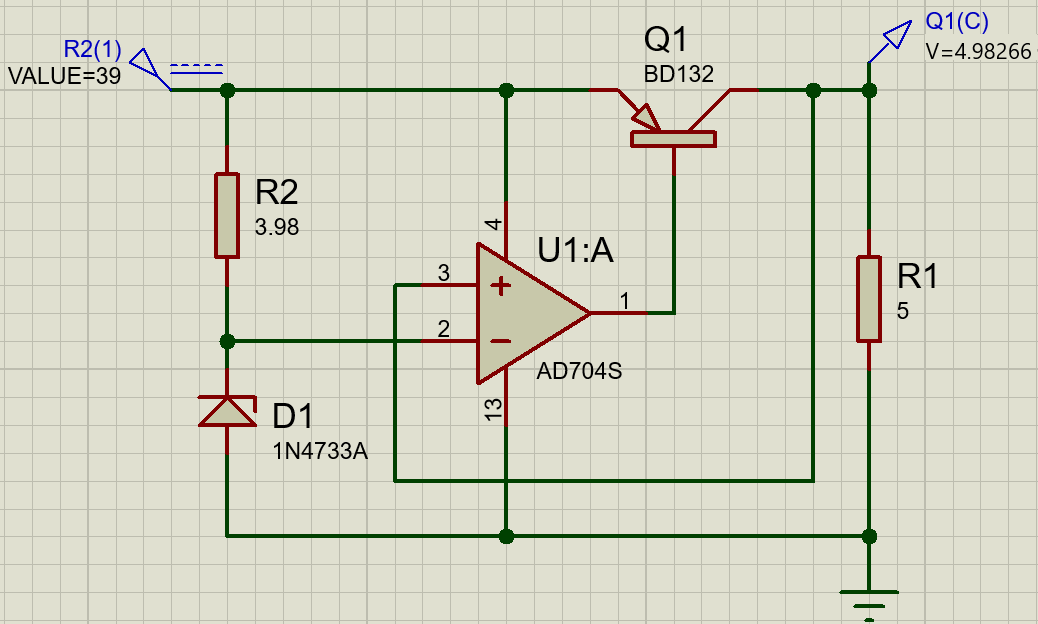 R2(1)
VALUE=39
Q1
BD132
Q1(C)
V=4.98266
R2
3.98
4
U1:A
3
+
1
2
−
AD704S
13
R1
5
D1
1N4733A